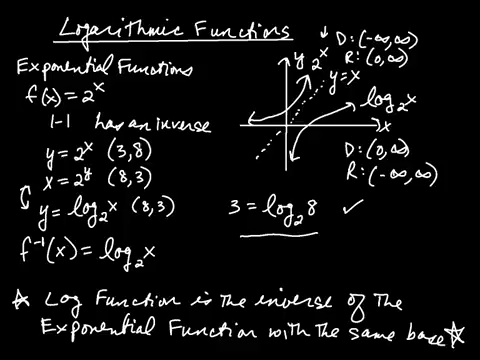 Logarithmic Functions
Exponential Functions
f(x) = 2^x
1-1 has an inverse
y = 2^x (3,8)
x = 2^y (8,3)
y = log₂x (8,3)
f⁻¹(x) = log₂x
y
2^x
↓ D: (-∞,∞)
R: (0,∞)
y = x
log₂x
x
D: (0,∞)
R: (-∞,∞)
3 = log₂8 ✓
☆ Log Function is the inverse of the
Exponential Function with the same base ☆